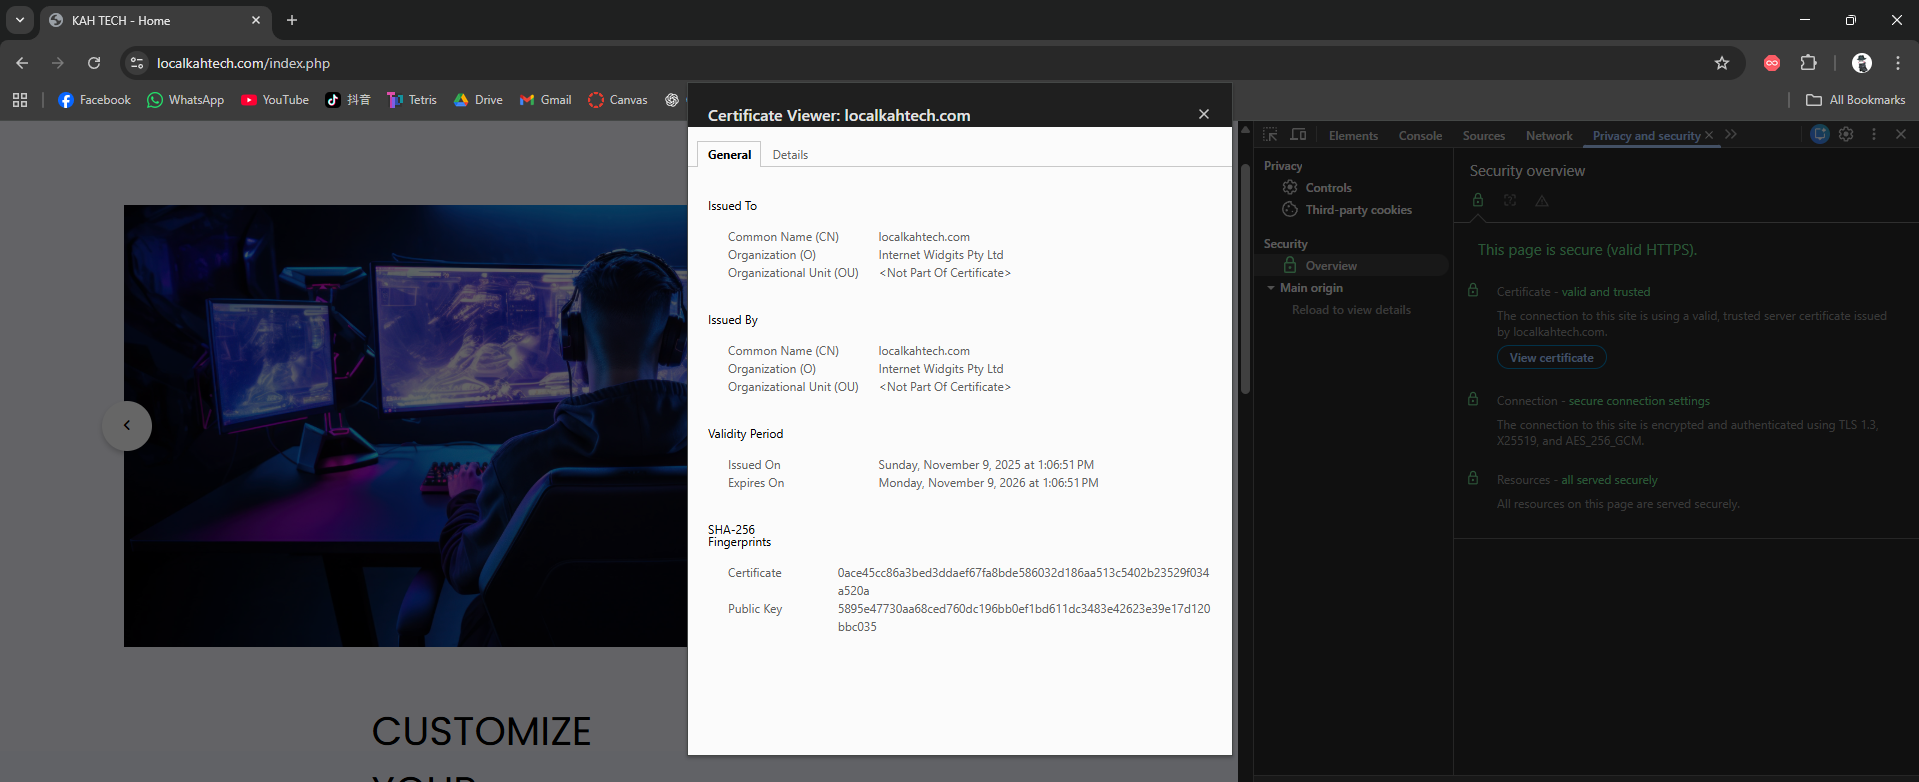 KAH TECH - Home
localkahtech.com/index.php
Facebook
WhatsApp
YouTube
抖音
Tetris
Drive
Gmail
Canvas
All Bookmarks
Certificate Viewer: localkahtech.com
General
Details
Issued To
Common Name (CN) localkahtech.com
Organization (O) Internet Widgits Pty Ltd
Organizational Unit (OU) <Not Part Of Certificate>
Issued By
Common Name (CN) localkahtech.com
Organization (O) Internet Widgits Pty Ltd
Organizational Unit (OU) <Not Part Of Certificate>
Validity Period
Issued On Sunday, November 9, 2025 at 1:06:51 PM
Expires On Monday, November 9, 2026 at 1:06:51 PM
SHA-256
Fingerprints
Certificate 0ace45cc86a3bed3ddaef67fa8bde586032d186aa513c5402b23529f034
a520a
Public Key 5895e47730aa68ced760dc196bb0ef1bd611dc3483e42623e39e17d120
bbc035
CUSTOMIZE
Elements
Console
Sources
Network
Privacy and security
Privacy
Controls
Third-party cookies
Security
Overview
Main origin
Reload to view details
Security overview
This page is secure (valid HTTPS).
Certificate - valid and trusted
The connection to this site is using a valid, trusted server certificate issued
by localkahtech.com.
View certificate
Connection - secure connection settings
The connection to this site is encrypted and authenticated using TLS 1.3,
X25519, and AES_256_GCM.
Resources - all served securely
All resources on this page are served securely.